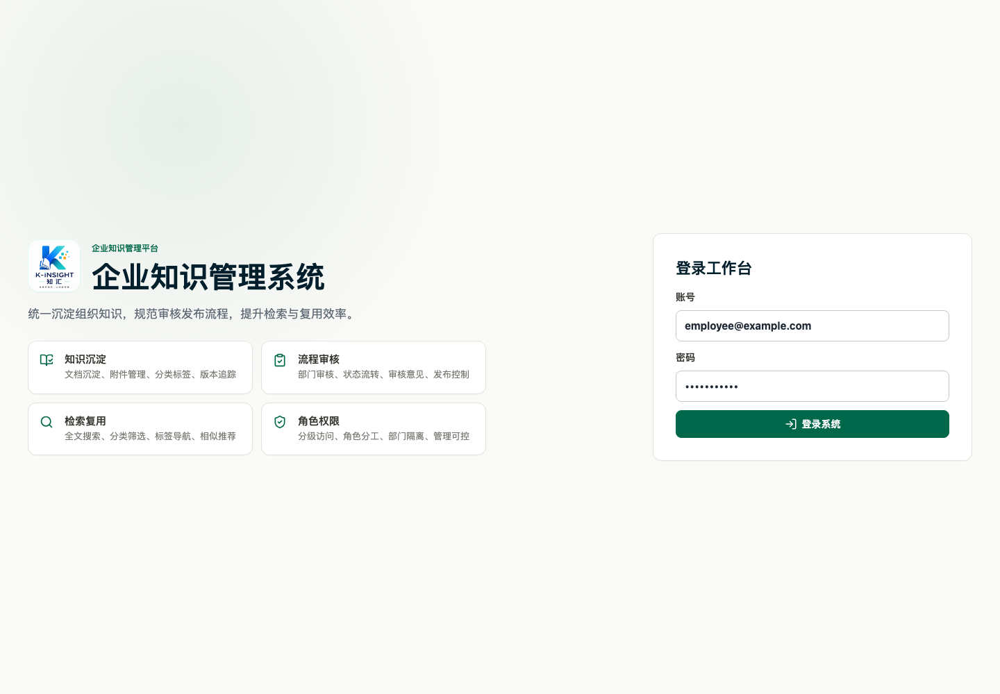 K-iNSIGHT
知汇
企业知识管理平台
企业知识管理系统
统一沉淀组织知识，规范审核发布流程，提升检索与复用效率。
知识沉淀
文档沉淀、附件管理、分类标签、版本追踪
流程审核
部门审核、状态流转、审核意见、发布控制
检索复用
全文搜索、分类筛选、标签导航、相似推荐
角色权限
分级访问、角色分工、部门隔离、管理可控
登录工作台
账号
employee@example.com
密码
•••••••••••
登录系统